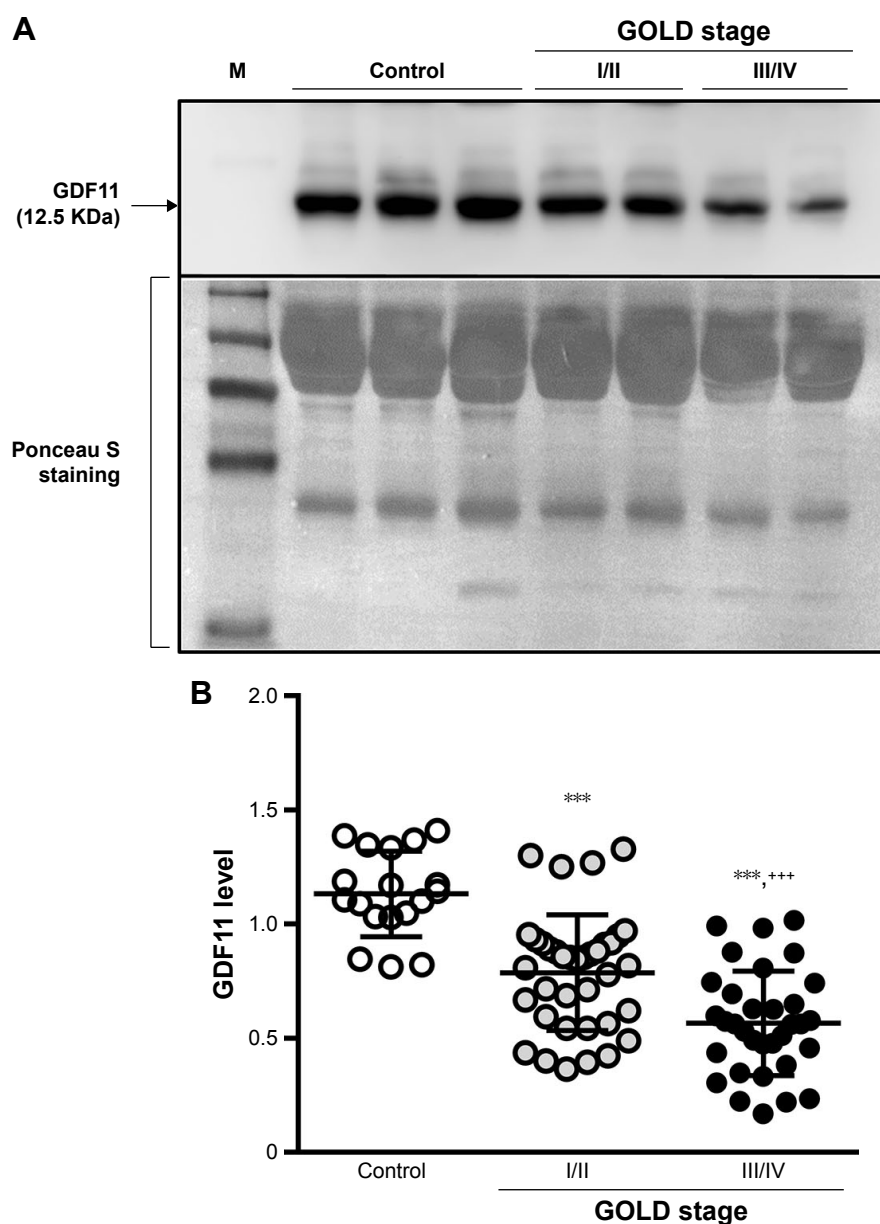 A
GOLD stage
M Control I/II III/IV
GDF11
(12.5 KDa)
Ponceau S
staining
B
2.0
1.5
1.0
0.5
0
GDF11 level
***
***,+++
Control I/II III/IV
GOLD stage